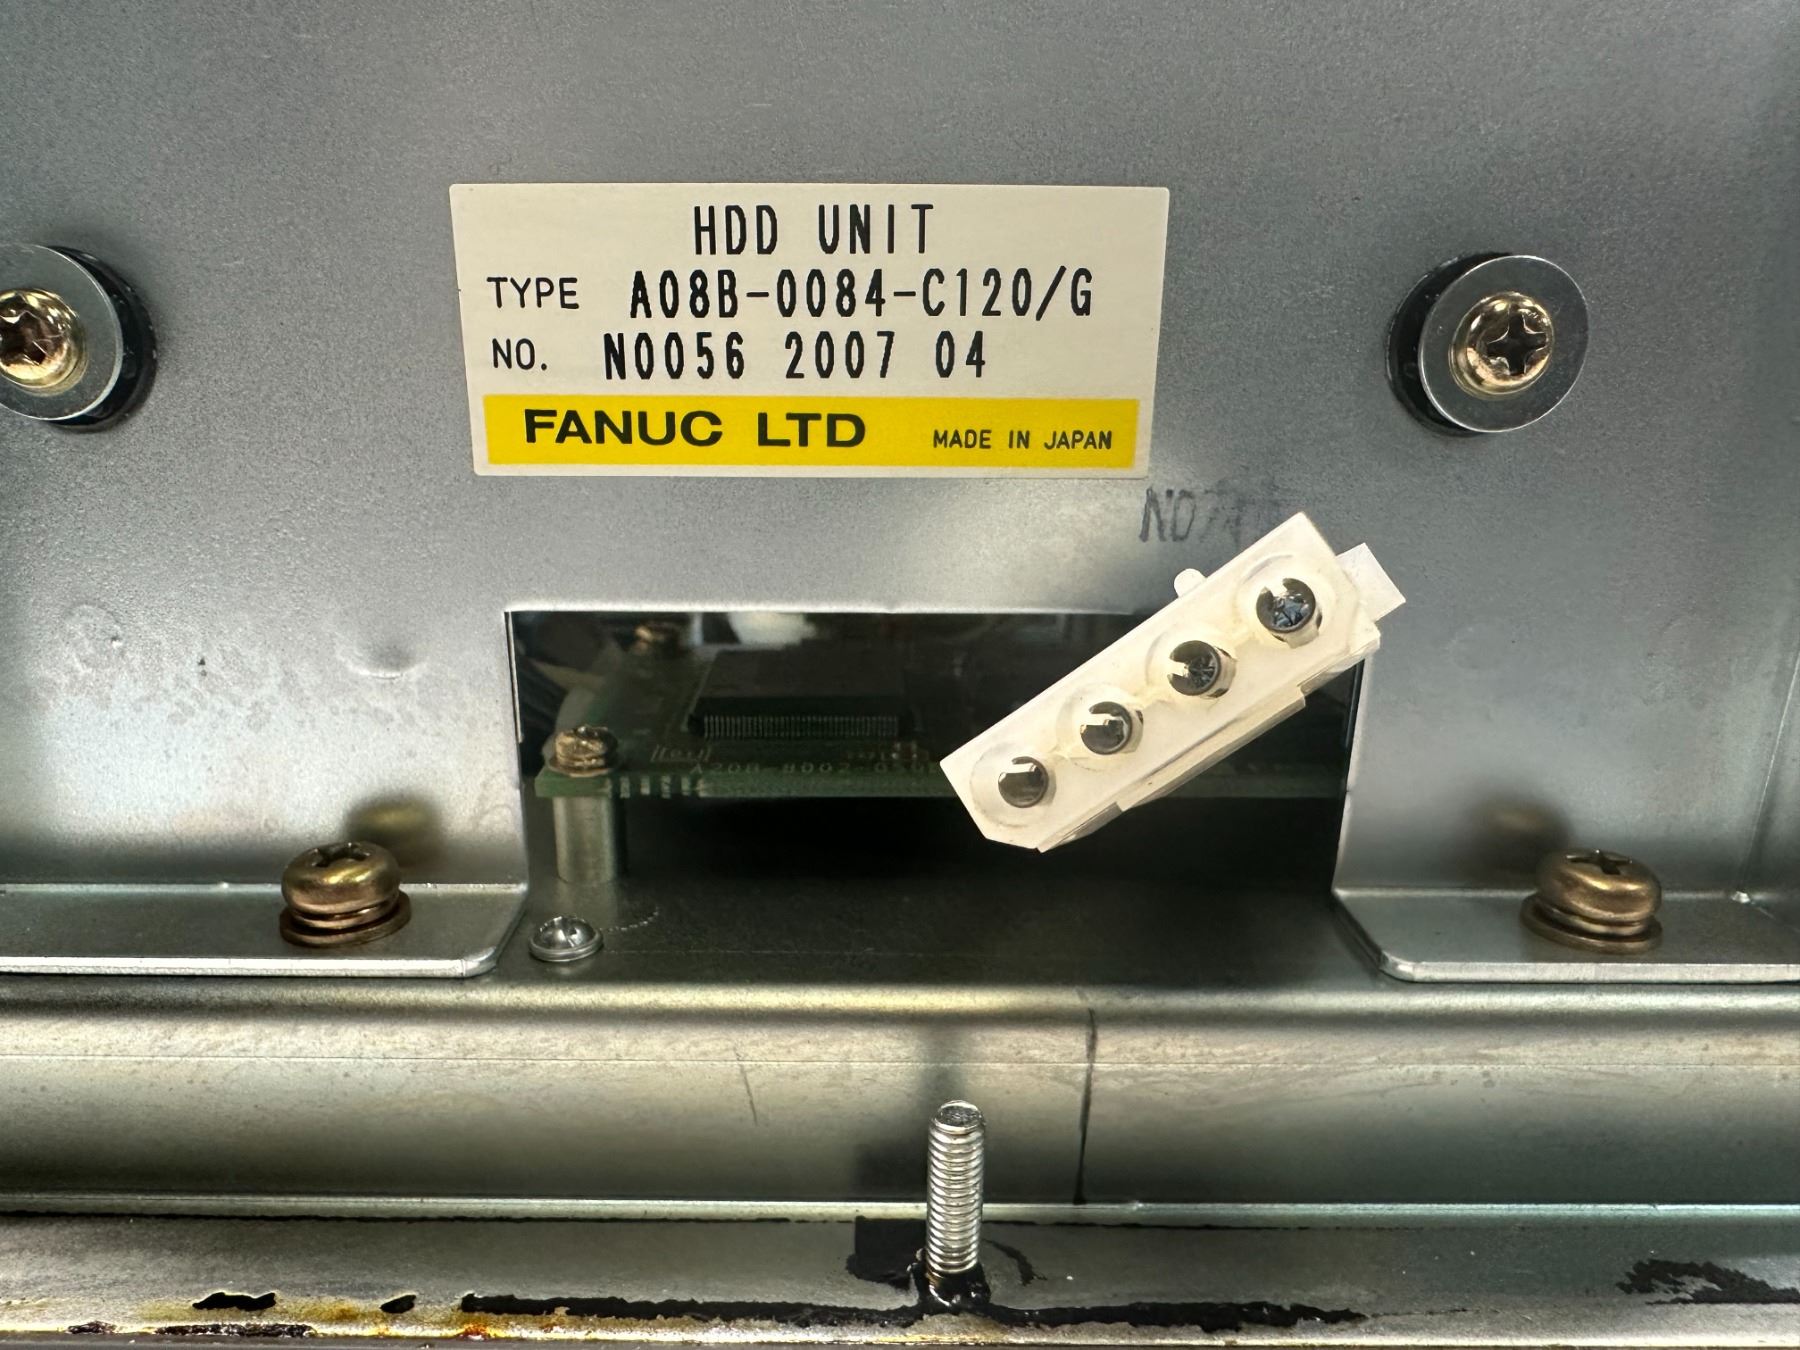 HDD UNIT
TYPE A08B-0084-C120/G
NO. N0056 2007 04
FANUC LTD MADE IN JAPAN